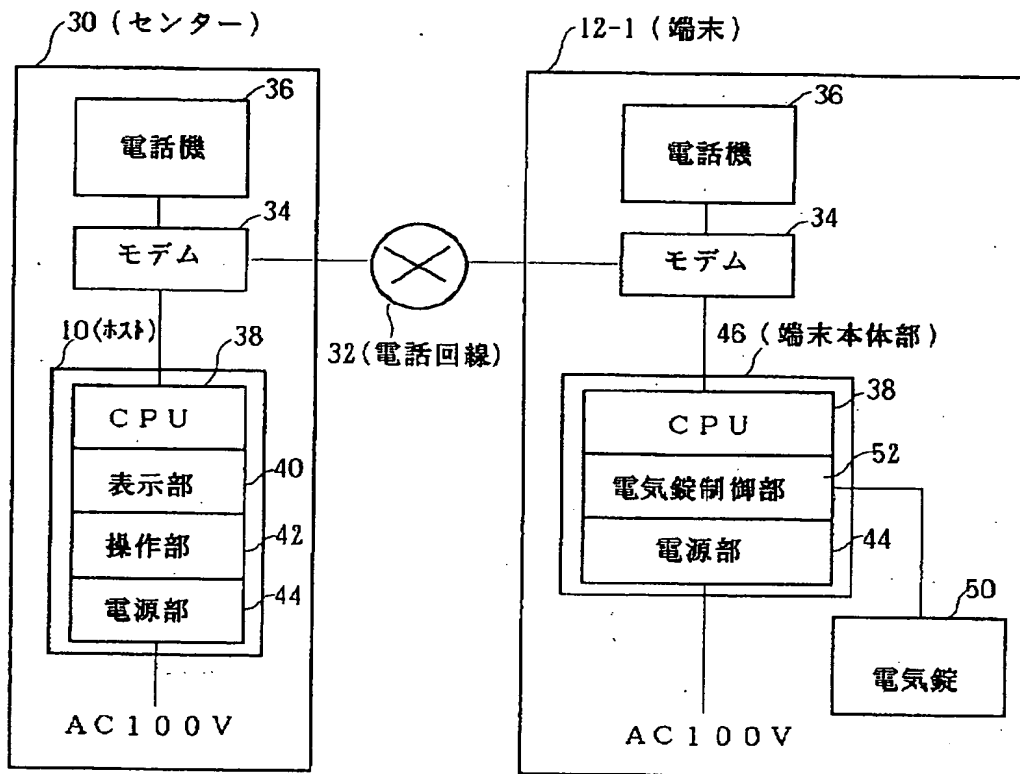 30(センター)
36
電話機
34
モデム
10(ホスト)
38
CPU
表示部
40
操作部
42
電源部
44
AC100V
32(電話回線)
12-1(端末)
36
電話機
34
モデム
46(端末本体部)
38
CPU
52
電気錠制御部
電源部
44
50
電気錠
AC100V